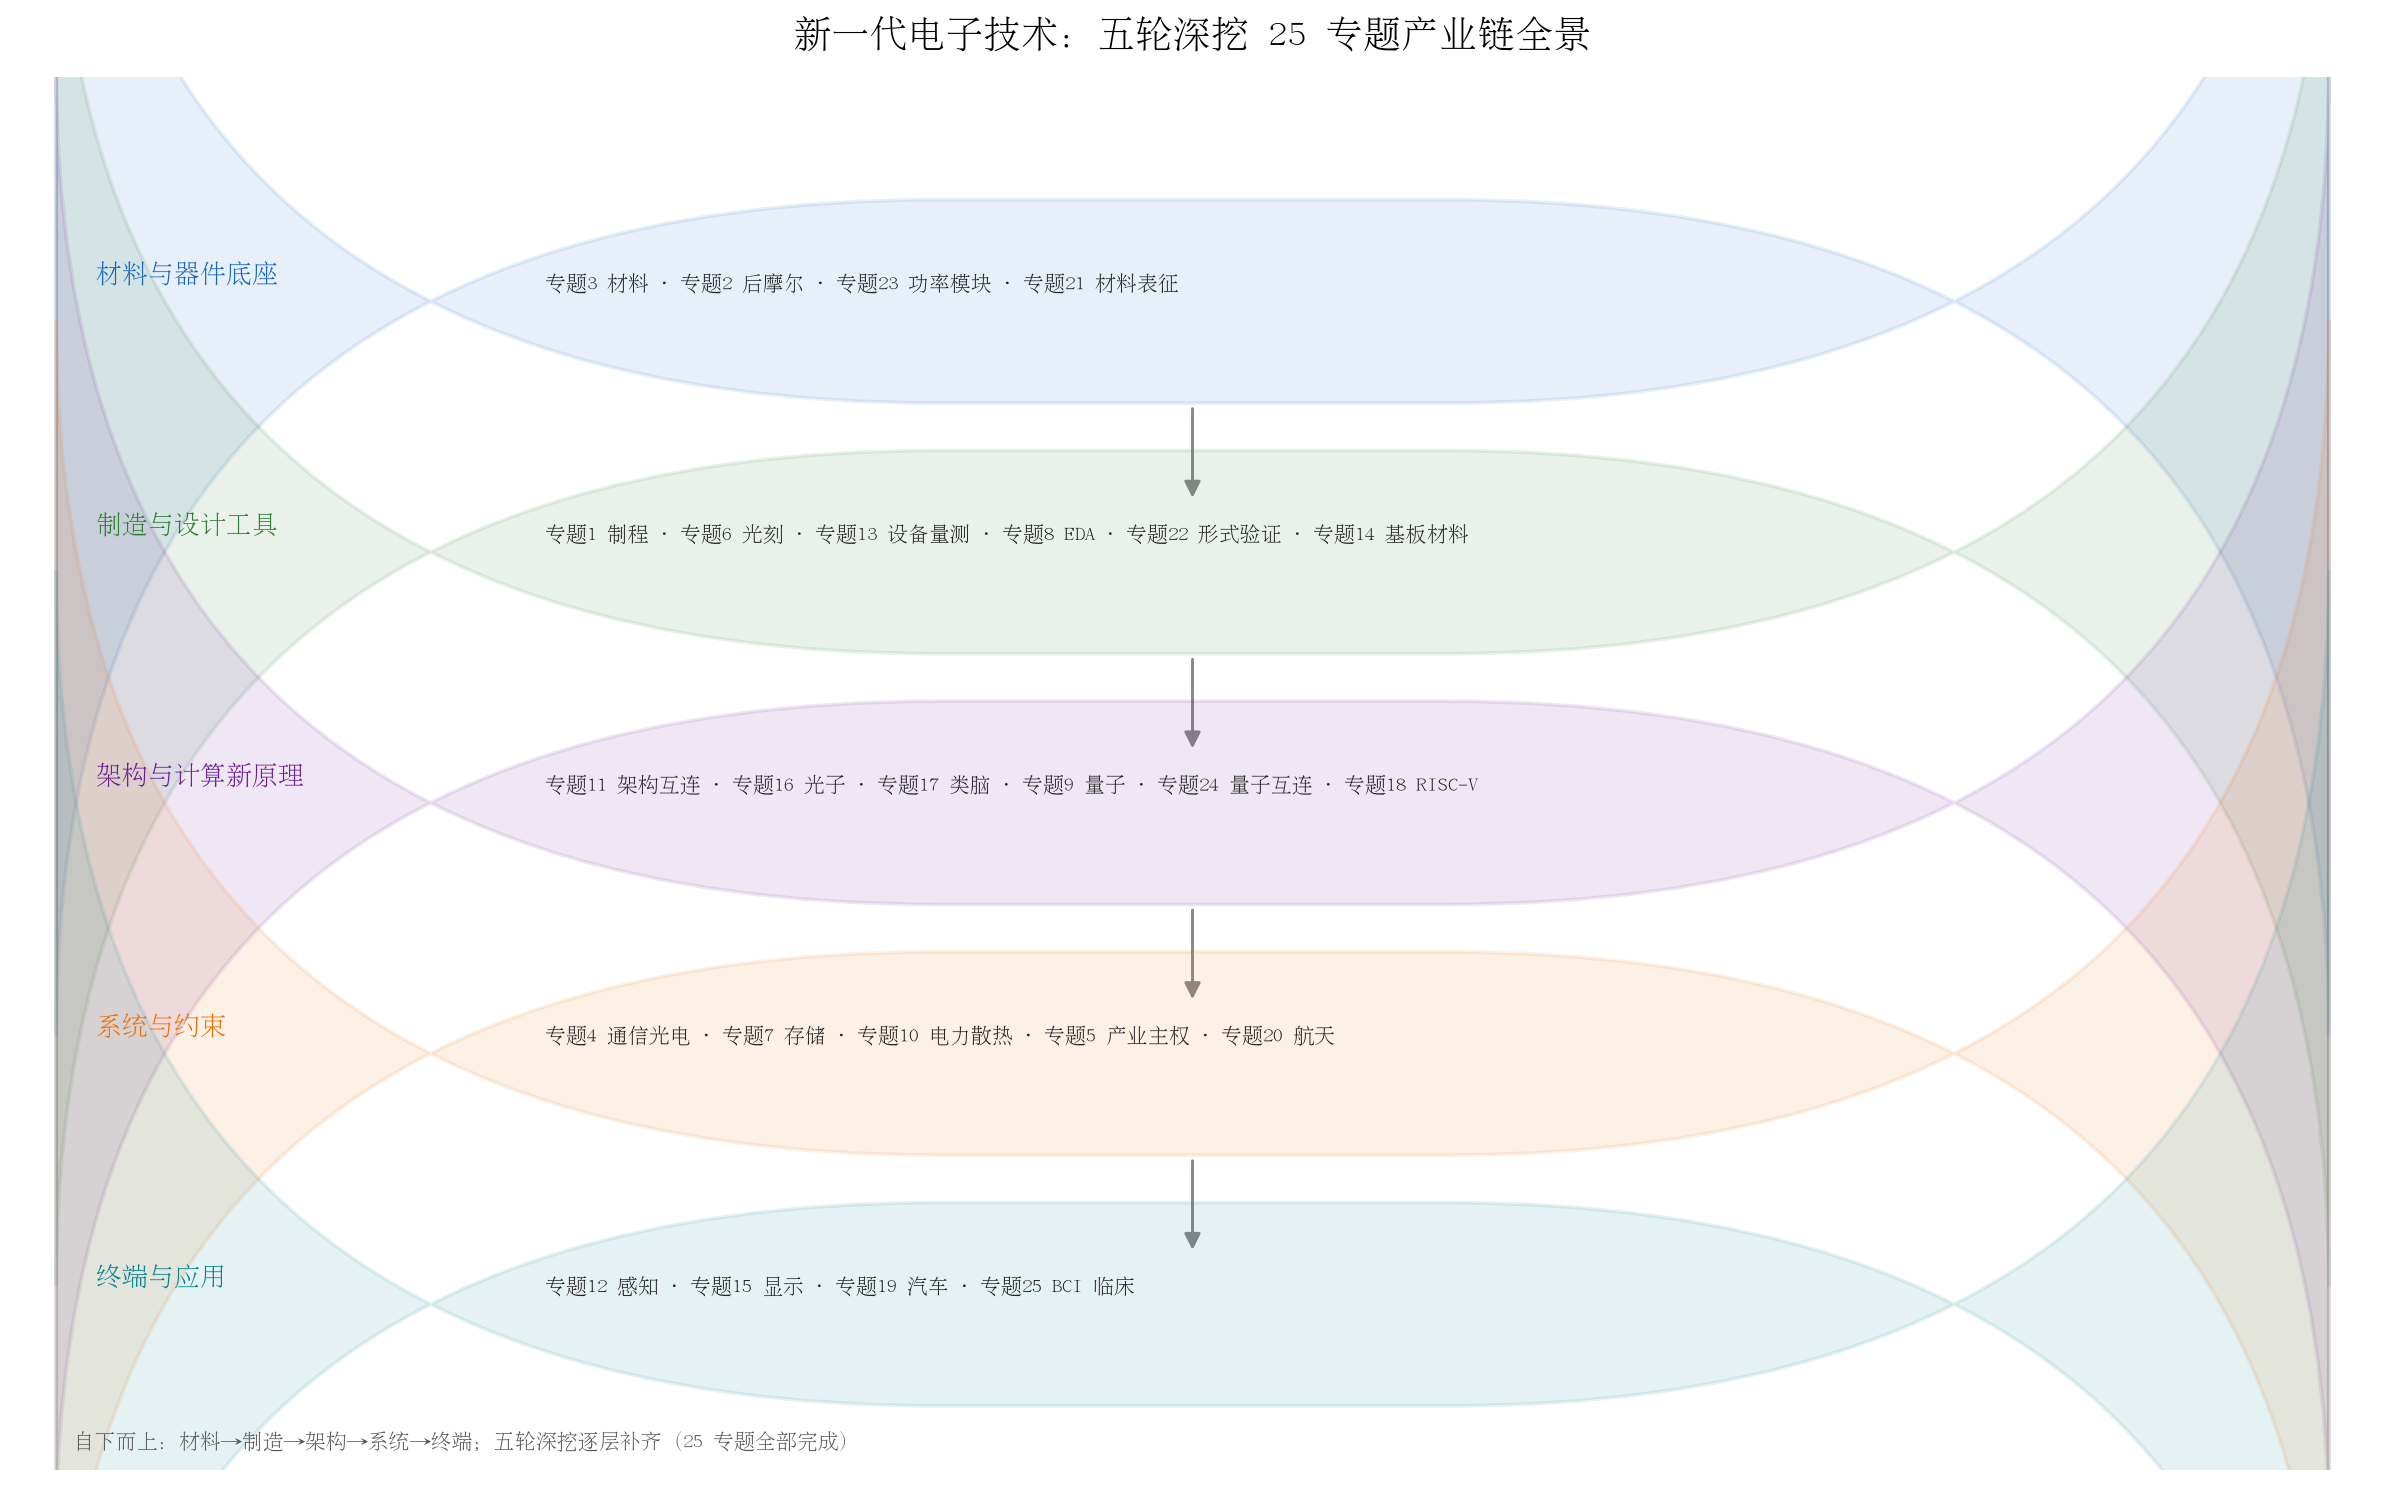 新一代电子技术: 五轮深挖 25 专题产业链全景
材料与器件底座
专题3 材料 · 专题2 后摩尔 · 专题23 功率模块 · 专题21 材料表征
制造与设计工具
专题1 制程 · 专题6 光刻 · 专题13 设备量测 · 专题8 EDA · 专题22 形式验证 · 专题14 基板材料
架构与计算新原理
专题11 架构互连 · 专题16 光子 · 专题17 类脑 · 专题9 量子 · 专题24 量子互连 · 专题18 RISC-V
系统与约束
专题4 通信光电 · 专题7 存储 · 专题10 电力散热 · 专题5 产业主权 · 专题20 航天
终端与应用
专题12 感知 · 专题15 显示 · 专题19 汽车 · 专题25 BCI 临床
自下而上: 材料→制造→架构→系统→终端; 五轮深挖逐层补齐 (25 专题全部完成)